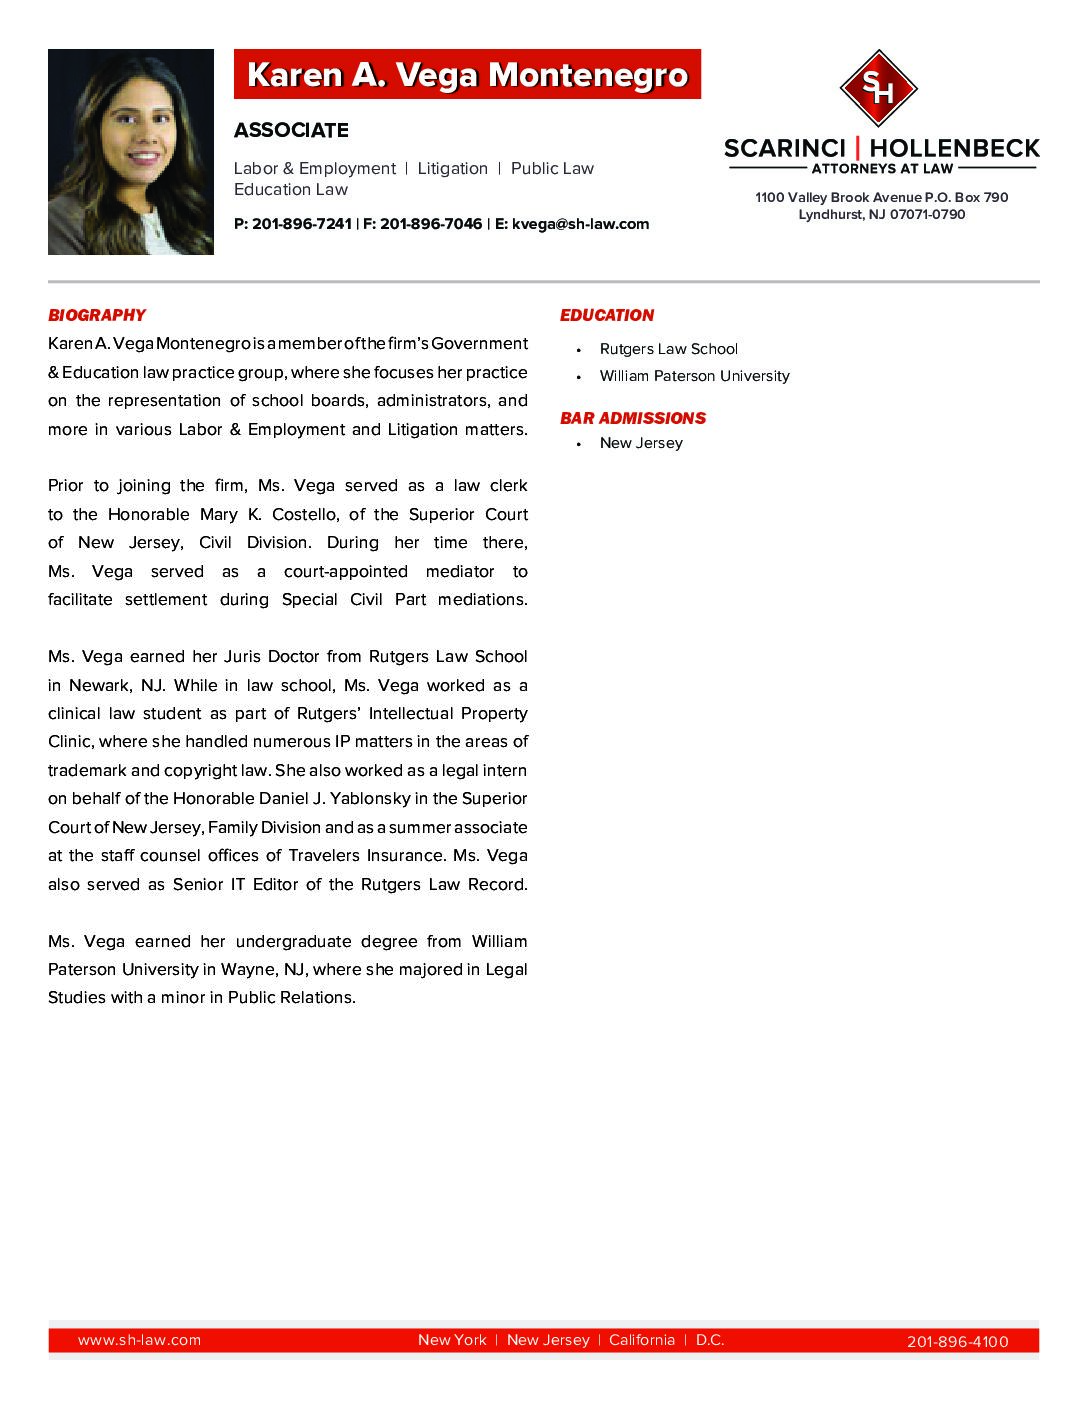 Karen A. Vega Montenegro
ASSOCIATE
Labor & Employment | Litigation | Public Law
Education Law
P: 201-896-7241 | F: 201-896-7046 | E: kvega@sh-law.com
SH
SCARINCI | HOLLENBECK
ATTORNEYS AT LAW
1100 Valley Brook Avenue P.O. Box 790
Lyndhurst, NJ 07071-0790
BIOGRAPHY
Karen A. Vega Montenegro is a member of the firm's Government
& Education law practice group, where she focuses her practice
on the representation of school boards, administrators, and
more in various Labor & Employment and Litigation matters.
Prior to joining the firm, Ms. Vega served as a law clerk
to the Honorable Mary K. Costello, of the Superior Court
of New Jersey, Civil Division. During her time there,
Ms. Vega served as a court-appointed mediator to
facilitate settlement during Special Civil Part mediations.
Ms. Vega earned her Juris Doctor from Rutgers Law School
in Newark, NJ. While in law school, Ms. Vega worked as a
clinical law student as part of Rutgers' Intellectual Property
Clinic, where she handled numerous IP matters in the areas of
trademark and copyright law. She also worked as a legal intern
on behalf of the Honorable Daniel J. Yablonsky in the Superior
Court of New Jersey, Family Division and as a summer associate
at the staff counsel offices of Travelers Insurance. Ms. Vega
also served as Senior IT Editor of the Rutgers Law Record.
Ms. Vega earned her undergraduate degree from William
Paterson University in Wayne, NJ, where she majored in Legal
Studies with a minor in Public Relations.
EDUCATION
• Rutgers Law School
• William Paterson University
BAR ADMISSIONS
• New Jersey
www.sh-law.com
New York | New Jersey | California | D.C.
201-896-4100